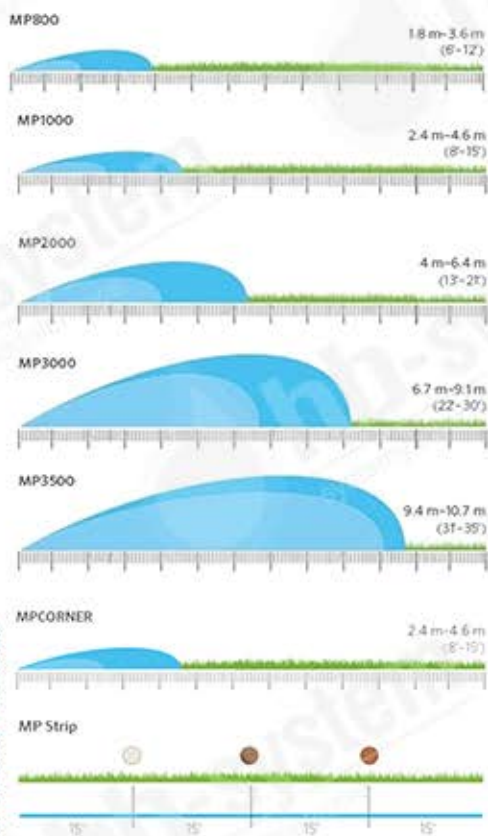 MP800
1.8 m–3.6 m
(6'–12')
MP1000
2.4 m–4.6 m
(8'–15')
MP2000
4 m–6.4 m
(13'–21')
MP3000
6.7 m–9.1 m
(22'–30')
MP3500
9.4 m–10.7 m
(31'–35')
MPCORNER
2.4 m–4.6 m
(8'–15')
MP Strip
15' 15' 15' 15'
hb-system